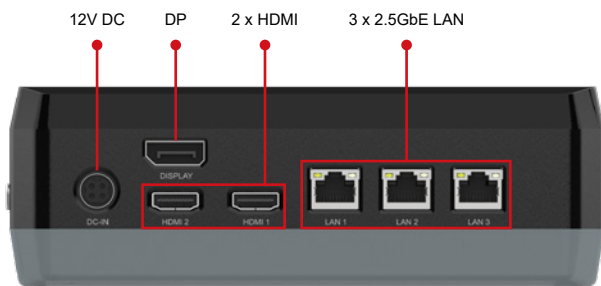 12V DC
DP
2 x HDMI
3 x 2.5GbE LAN
DISPLAY
DC-IN
HDMI 2
HDMI 1
LAN 1
LAN 2
LAN 3